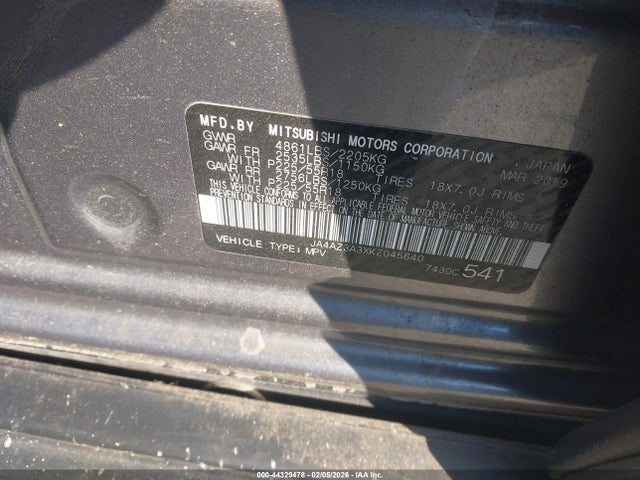 MFD.BY MITSUBISHI MOTORS CORPORATION , JAPAN
GVWR 4861LBS/2205KG MAR 2019
GAWR FR 2535LBS/1150KG
WITH P225/55R18 TIRES 18X7.0J RIMS
GAWR RR 2756LBS/1250KG
WITH P225/55R18 TIRES 18X7.0J RIMS
THIS VEHICLE CONFORMS TO ALL APPLICABLE FEDERAL MOTOR VEHICLE SAFETY AND THEFT
PREVENTION STANDARDS IN EFFECT ON THE DATE OF MANUFACTURE SHOWN ABOVE.
JA4AZ3A3XKZ045640
VEHICLE TYPE: MPV 7430C 541
000-44329478 - 02/05/2026 - IAA, Inc.